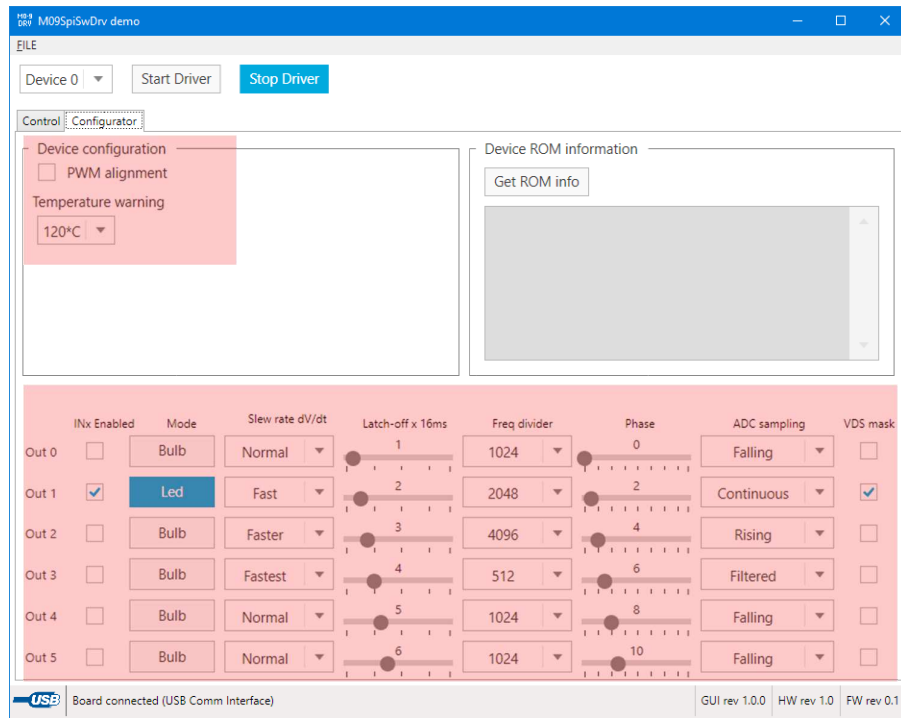 M0-9 DRV M09SpiSwDrv demo
FILE
Device 0 Start Driver Stop Driver
Control Configurator
Device configuration
PWM alignment
Temperature warning
120*C
Device ROM information
Get ROM info
INx Enabled Mode Slew rate dV/dt Latch-off x 16ms Freq divider Phase ADC sampling VDS mask
Out 0 Bulb Normal 1 1024 0 Falling
Out 1 Led Fast 2 2048 2 Continuous
Out 2 Bulb Faster 3 4096 4 Rising
Out 3 Bulb Fastest 4 512 6 Filtered
Out 4 Bulb Normal 5 1024 8 Falling
Out 5 Bulb Normal 6 1024 10 Falling
USB Board connected (USB Comm Interface) GUI rev 1.0.0 HW rev 1.0 FW rev 0.1